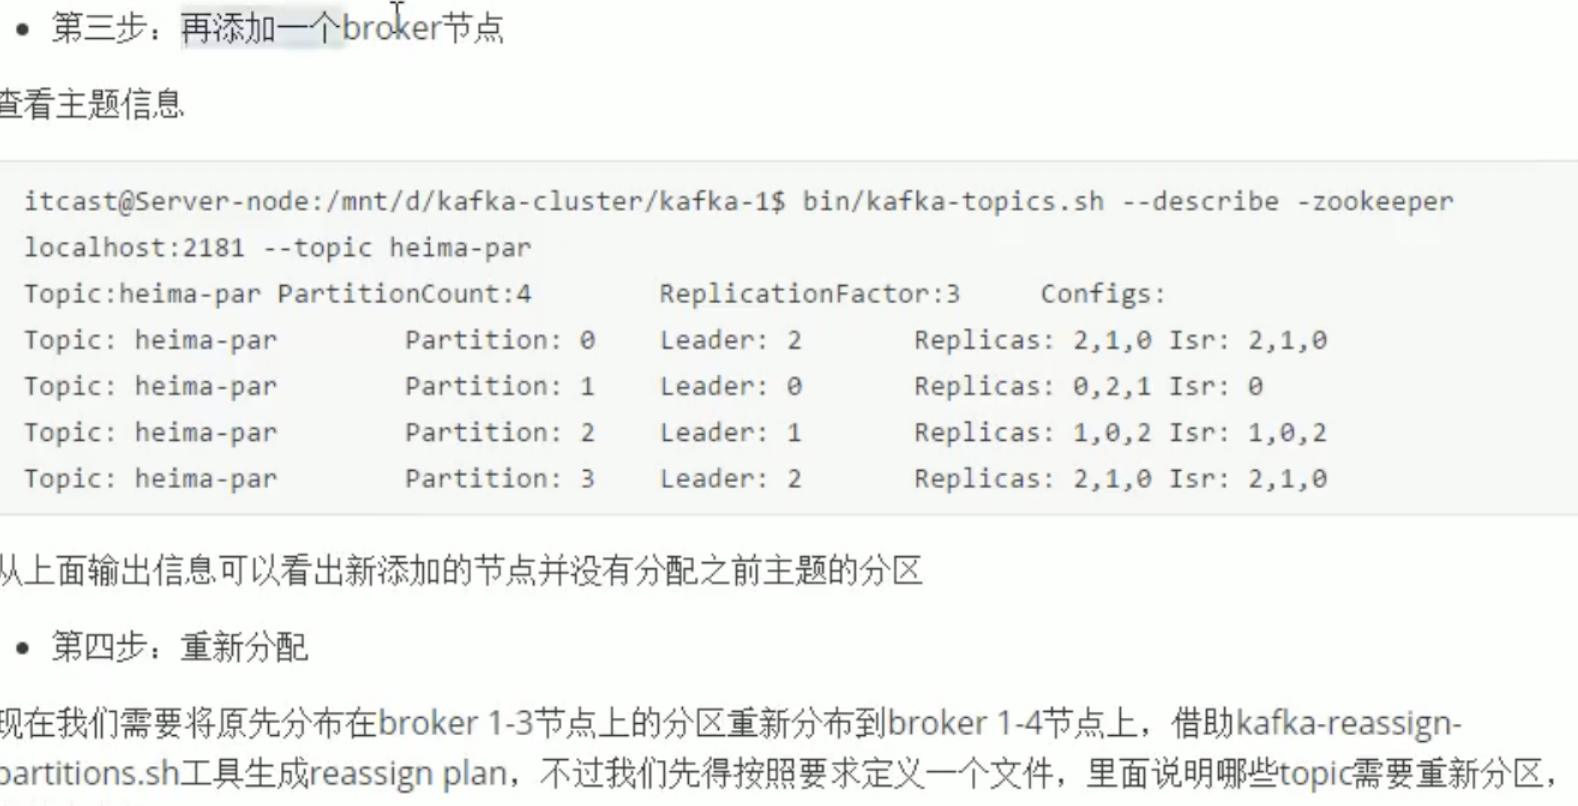 第三步：再添加一个broker节点
查看主题信息
itcast@Server-node:/mnt/d/kafka-cluster/kafka-1$ bin/kafka-topics.sh --describe -zookeeper
localhost:2181 --topic heima-par
Topic:heima-par PartitionCount:4 ReplicationFactor:3 Configs:
Topic: heima-par Partition: 0 Leader: 2 Replicas: 2,1,0 Isr: 2,1,0
Topic: heima-par Partition: 1 Leader: 0 Replicas: 0,2,1 Isr: 0
Topic: heima-par Partition: 2 Leader: 1 Replicas: 1,0,2 Isr: 1,0,2
Topic: heima-par Partition: 3 Leader: 2 Replicas: 2,1,0 Isr: 2,1,0
从上面输出信息可以看出新添加的节点并没有分配之前主题的分区
第四步：重新分配
现在我们需要将原先分布在broker 1-3节点上的分区重新分布到broker 1-4节点上，借助kafka-reassign-
partitions.sh工具生成reassign plan，不过我们先得按照要求定义一个文件，里面说明哪些topic需要重新分区，